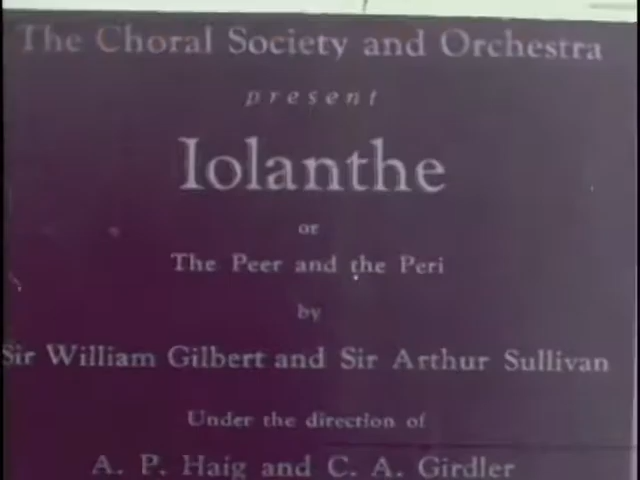 The Choral Society and Orchestra
present
Iolanthe
or
The Peer and the Peri
by
Sir William Gilbert and Sir Arthur Sullivan
Under the direction of
A. P. Haig and C. A. Girdler